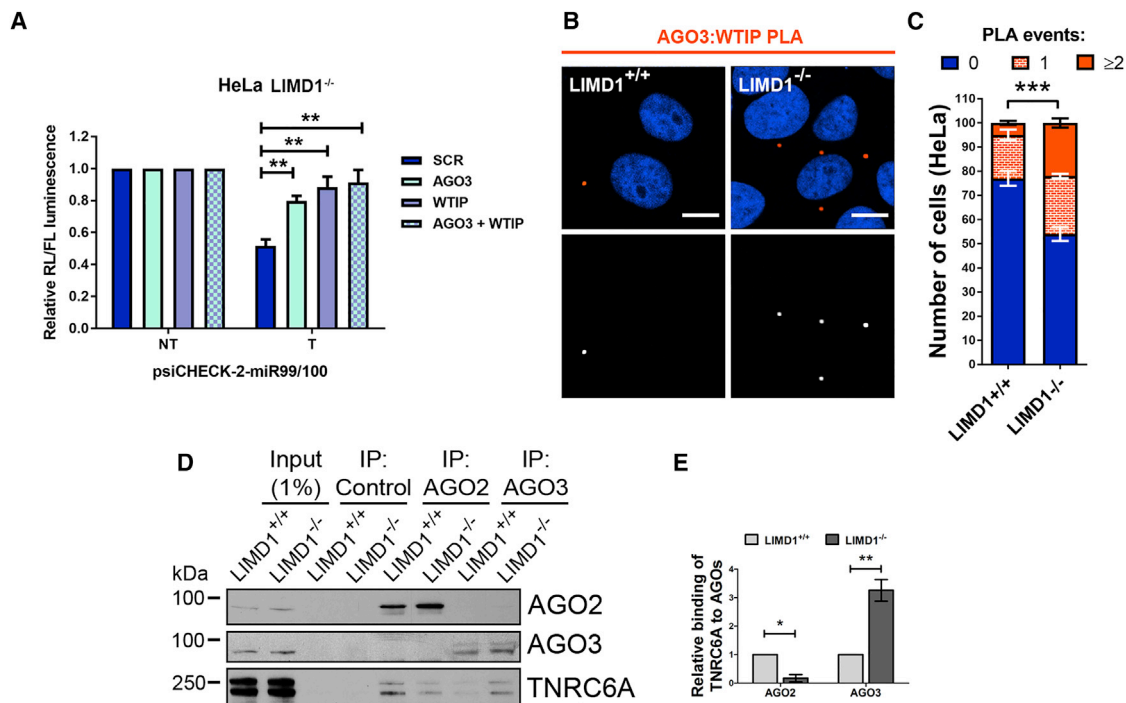 A
HeLa LIMD1-/-
Relative RL/FL luminescence
1.2
1.0
0.8
0.6
0.4
0.2
0.0
**
**
**
NT
T
psiCHECK-2-miR99/100
SCR
AGO3
WTIP
AGO3 + WTIP
B
AGO3:WTIP PLA
LIMD1+/+
LIMD1-/-
C
PLA events:
0
1
≥2
***
Number of cells (HeLa)
110
100
90
80
70
60
50
40
30
20
10
0
LIMD1+/+
LIMD1-/-
D
Input (1%)
IP: Control
IP: AGO2
IP: AGO3
LIMD1+/+
LIMD1-/-
LIMD1+/+
LIMD1-/-
LIMD1+/+
LIMD1-/-
LIMD1+/+
LIMD1-/-
kDa
100
AGO2
100
AGO3
250
TNRC6A
E
LIMD1+/+
LIMD1-/-
Relative binding of
TNRC6A to AGOs
4
3
2
1
0
*
**
AGO2
AGO3